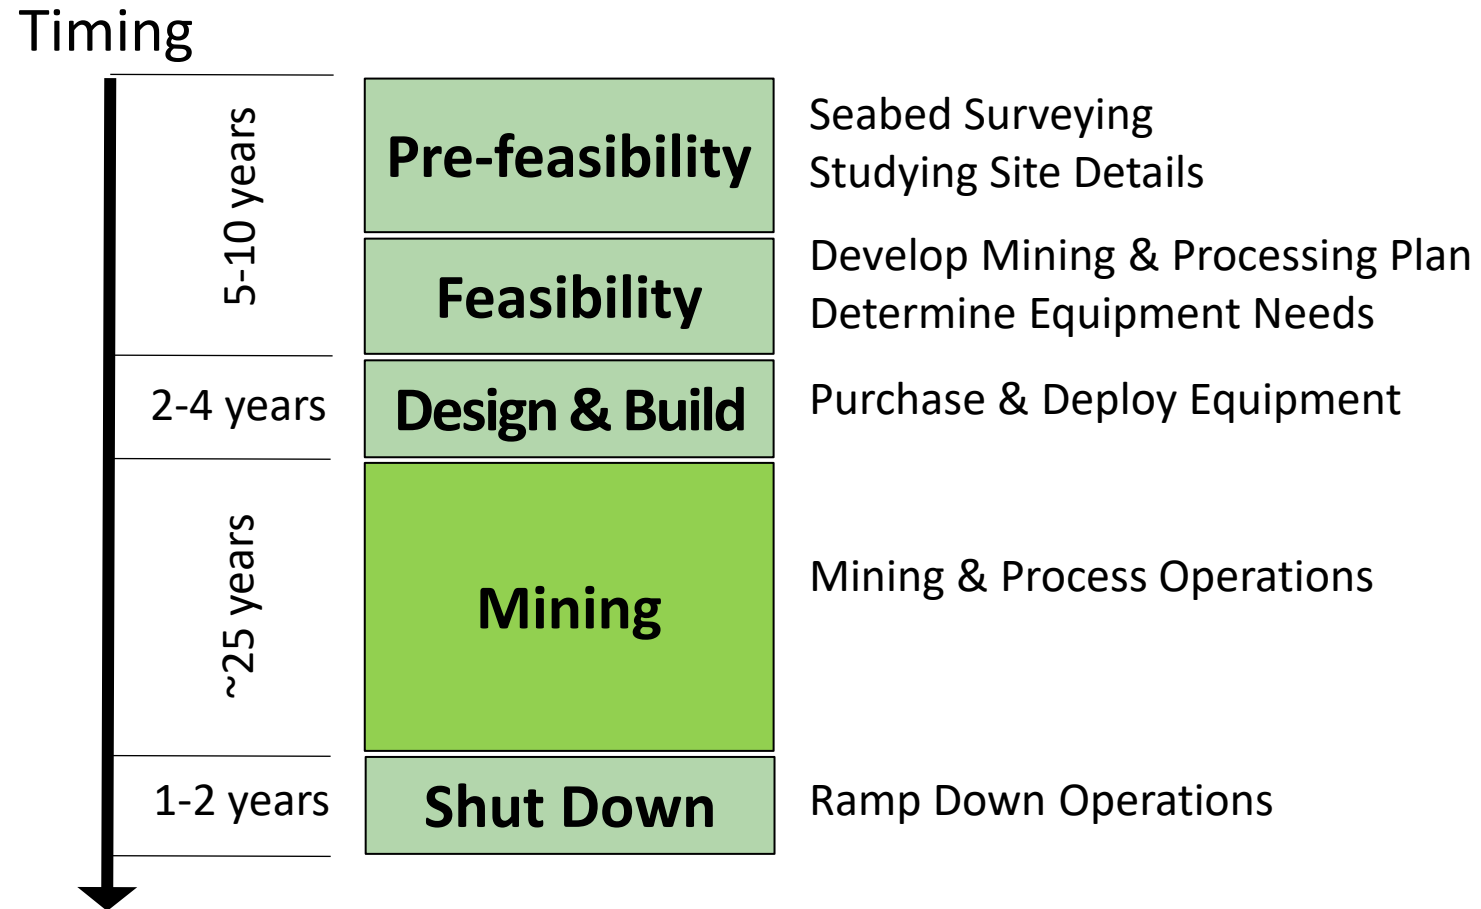 Timing
5-10 years
Pre-feasibility
Seabed Surveying
Studying Site Details
Feasibility
Develop Mining & Processing Plan
Determine Equipment Needs
2-4 years
Design & Build
Purchase & Deploy Equipment
~25 years
Mining
Mining & Process Operations
1-2 years
Shut Down
Ramp Down Operations